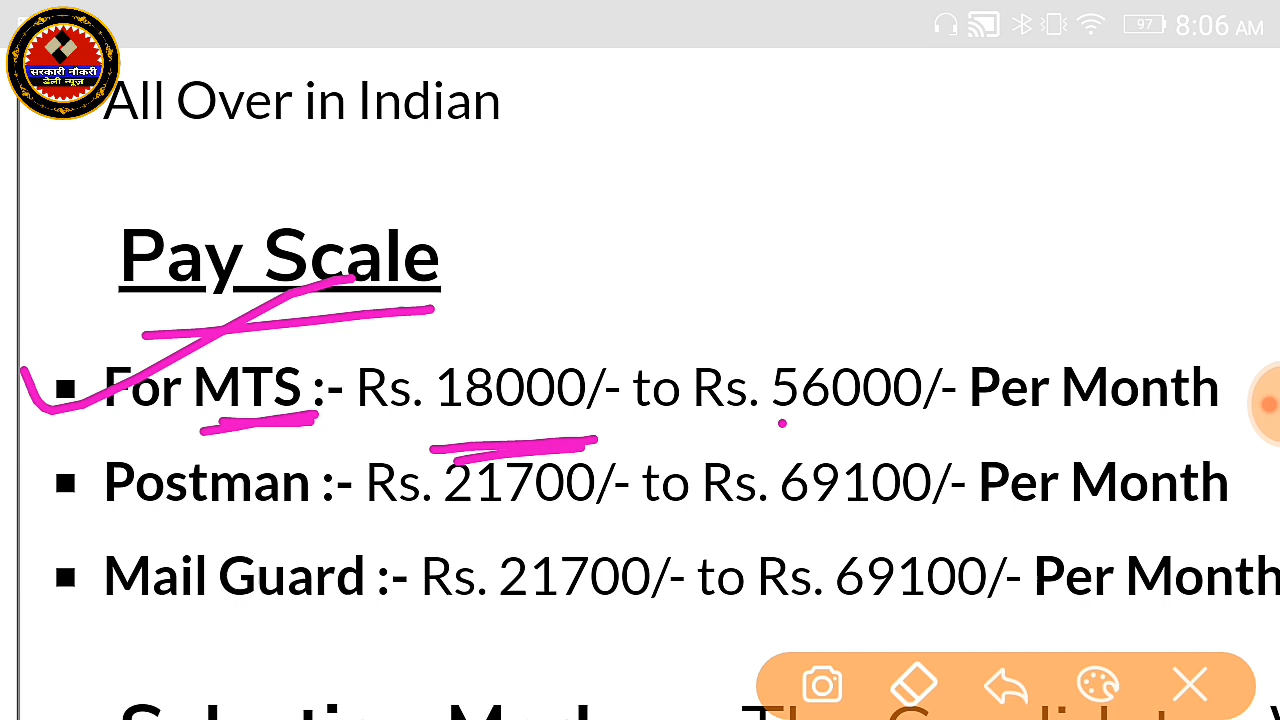 सरकारी नौकरी
डेली न्यूज़
97 8:06 AM
All Over in Indian
Pay Scale
For MTS :- Rs. 18000/- to Rs. 56000/- Per Month
Postman :- Rs. 21700/- to Rs. 69100/- Per Month
Mail Guard :- Rs. 21700/- to Rs. 69100/- Per Month